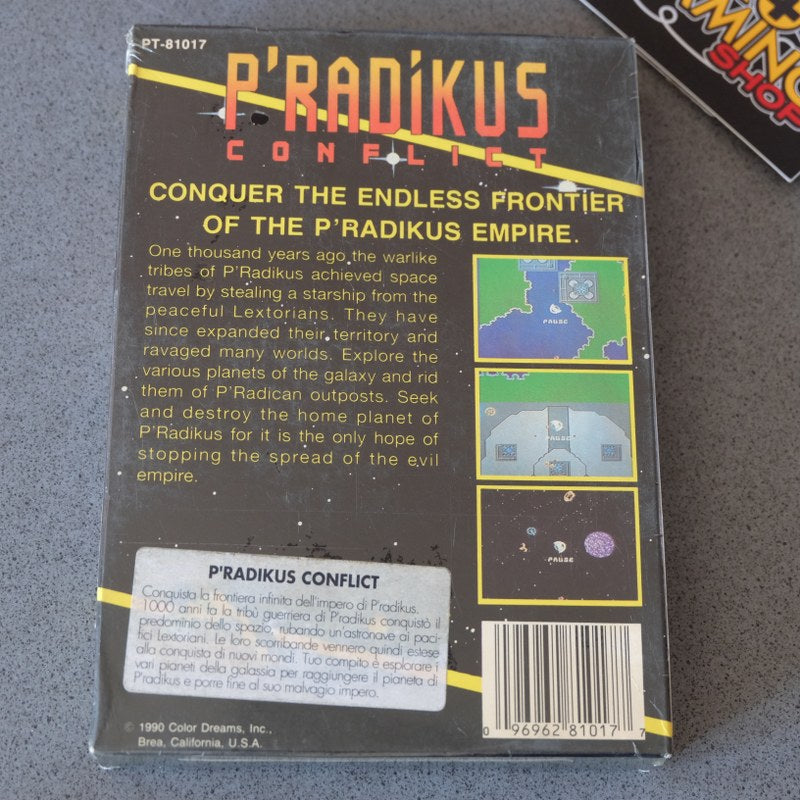 PT-81017
P'RADİKUS
CONFLICT
CONQUER THE ENDLESS FRONTIER
OF THE P'RADIKUS EMPIRE.
One thousand years ago the warlike
tribes of P'Radikus achieved space
travel by stealing a starship from the
peaceful Lextorians. They have
since expanded their territory and
ravaged many worlds. Explore the
various planets of the galaxy and rid
them of P'Radican outposts. Seek
and destroy the home planet of
P'Radikus for it is the only hope of
stopping the spread of the evil
empire.
PAUSE
PAUSE
PAUSE
P'RADIKUS CONFLICT
Conquista la frontiera infinita dell'impero di P'radikus.
1000 anni fa la tribù guerriera di P'radikus conquistò il
predominio dello spazio, rubando un'astronave ai paci-
fici Lextoriani. Le loro scorribande vennero quindi estese
alla conquista di nuovi mondi. Tuo compito è esplorare i
vari pianeti della galassia per raggiungere il pianeta di
P'radikus e porre fine al suo malvagio impero.
© 1990 Color Dreams, Inc.,
Brea, California, U.S.A.
0 96962 81017 7
SHOP